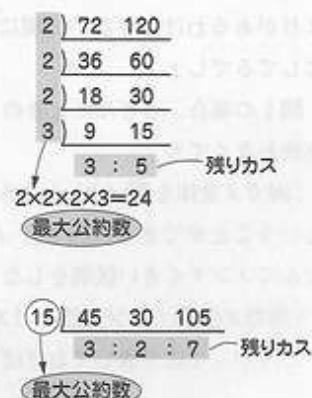 2) 72 120
2) 36 60
2) 18 30
3) 9 15
3 : 5 残りカス
2×2×2×3=24
最大公約数
15) 45 30 105
3 : 2 : 7 残りカス
最大公約数